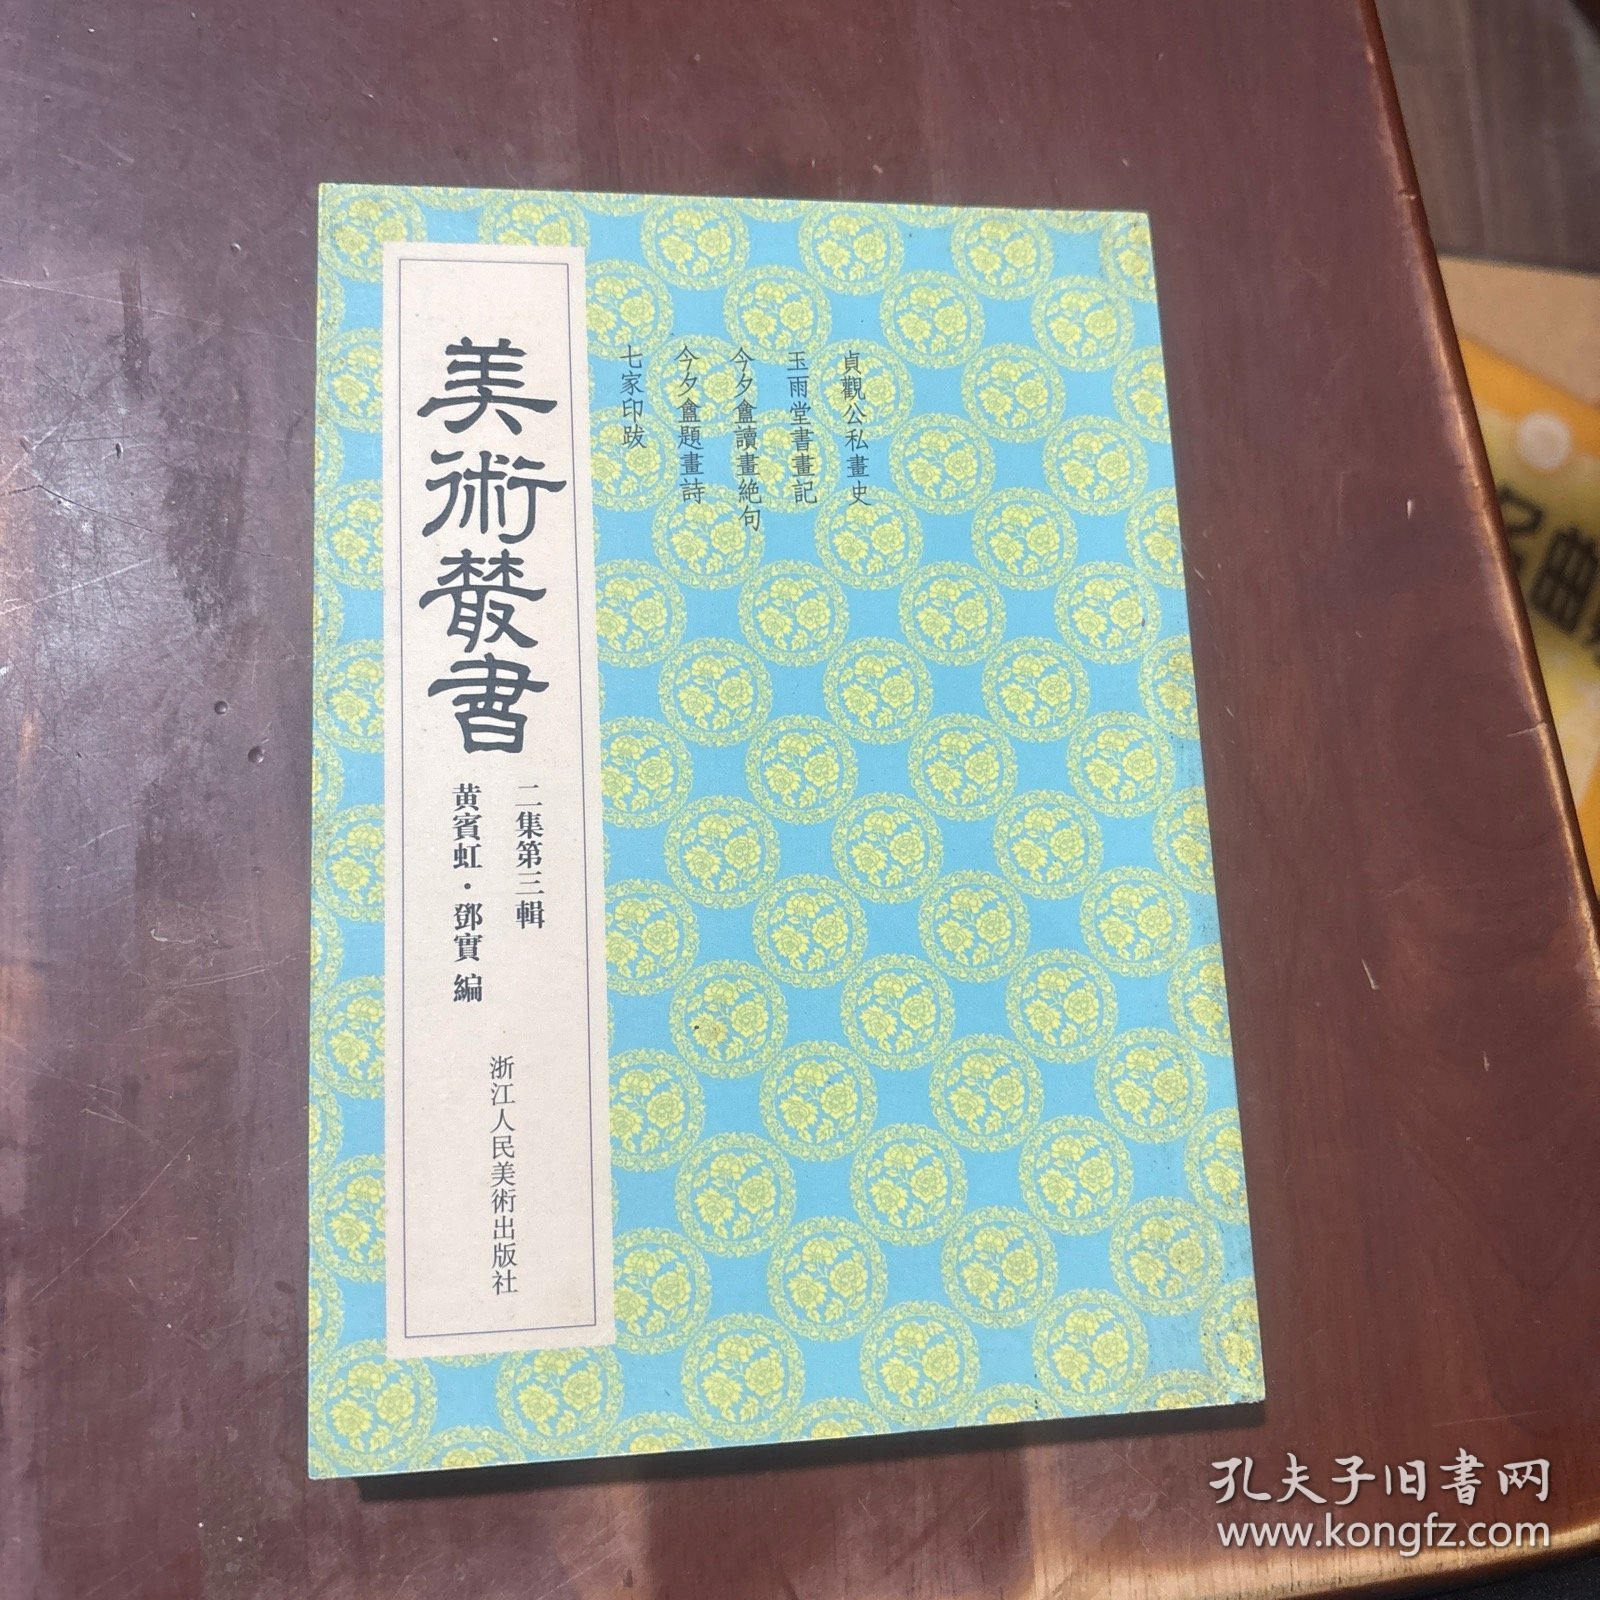 貞觀公私畫史
玉雨堂書畫記
今夕盦讀畫絕句
今夕盦題畫詩
七家印跋
美術叢書
二集第三輯
黄賓虹·鄧實 編
浙江人民美術出版社
孔夫子旧书网
www.kongfz.com